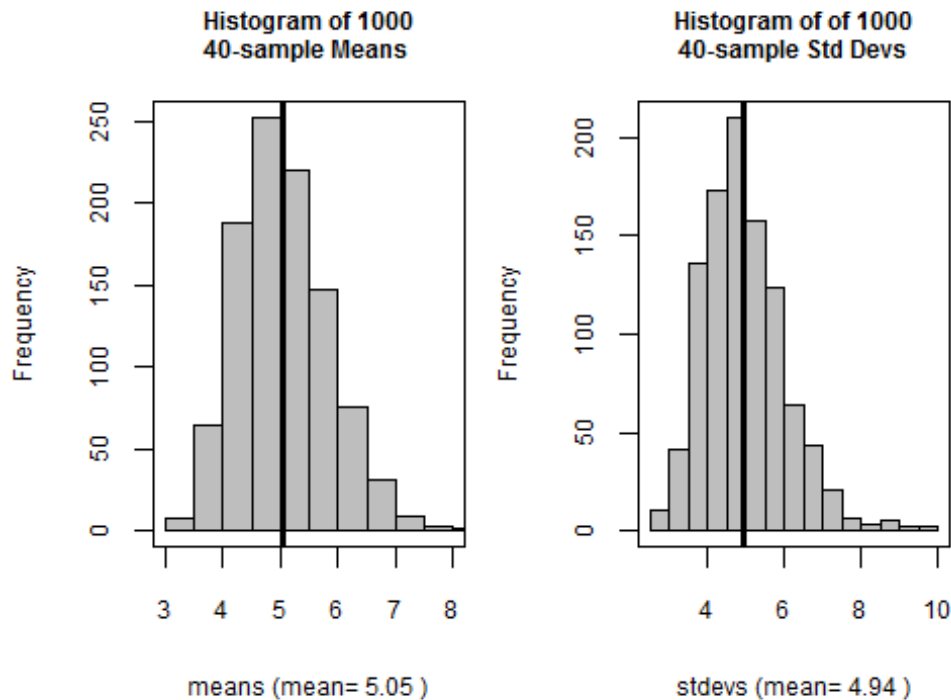 Histogram of 1000
40-sample Means
Frequency
250
200
150
100
50
0
3 4 5 6 7 8
means (mean= 5.05 )
Histogram of of 1000
40-sample Std Devs
Frequency
200
150
100
50
0
4 6 8 10
stdevs (mean= 4.94 )